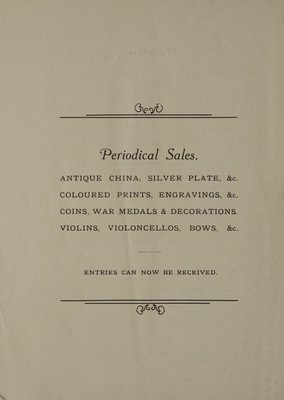 Periodical Sales.
ANTIQUE CHINA, SILVER PLATE, &c.
COLOURED PRINTS, ENGRAVINGS, &c.
COINS, WAR MEDALS & DECORATIONS.
VIOLINS, VIOLONCELLOS, BOWS, &c.
ENTRIES CAN NOW BE RECEIVED.